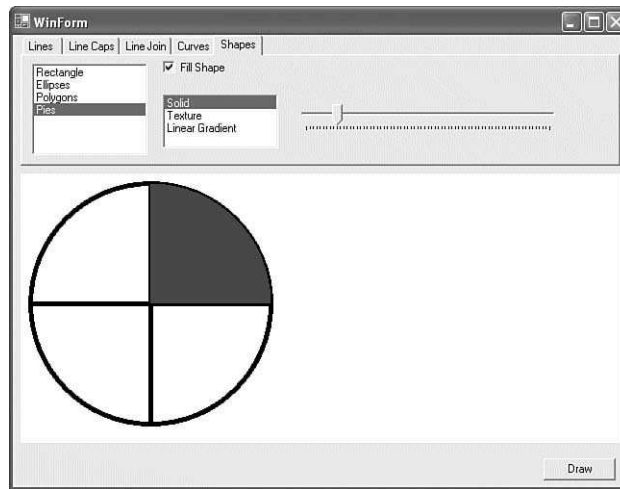 WinForm
Lines Line Caps Line Join Curves Shapes
Rectangle
Ellipses
Polygons
Pies
Fill Shape
Solid
Texture
Linear Gradient
Draw